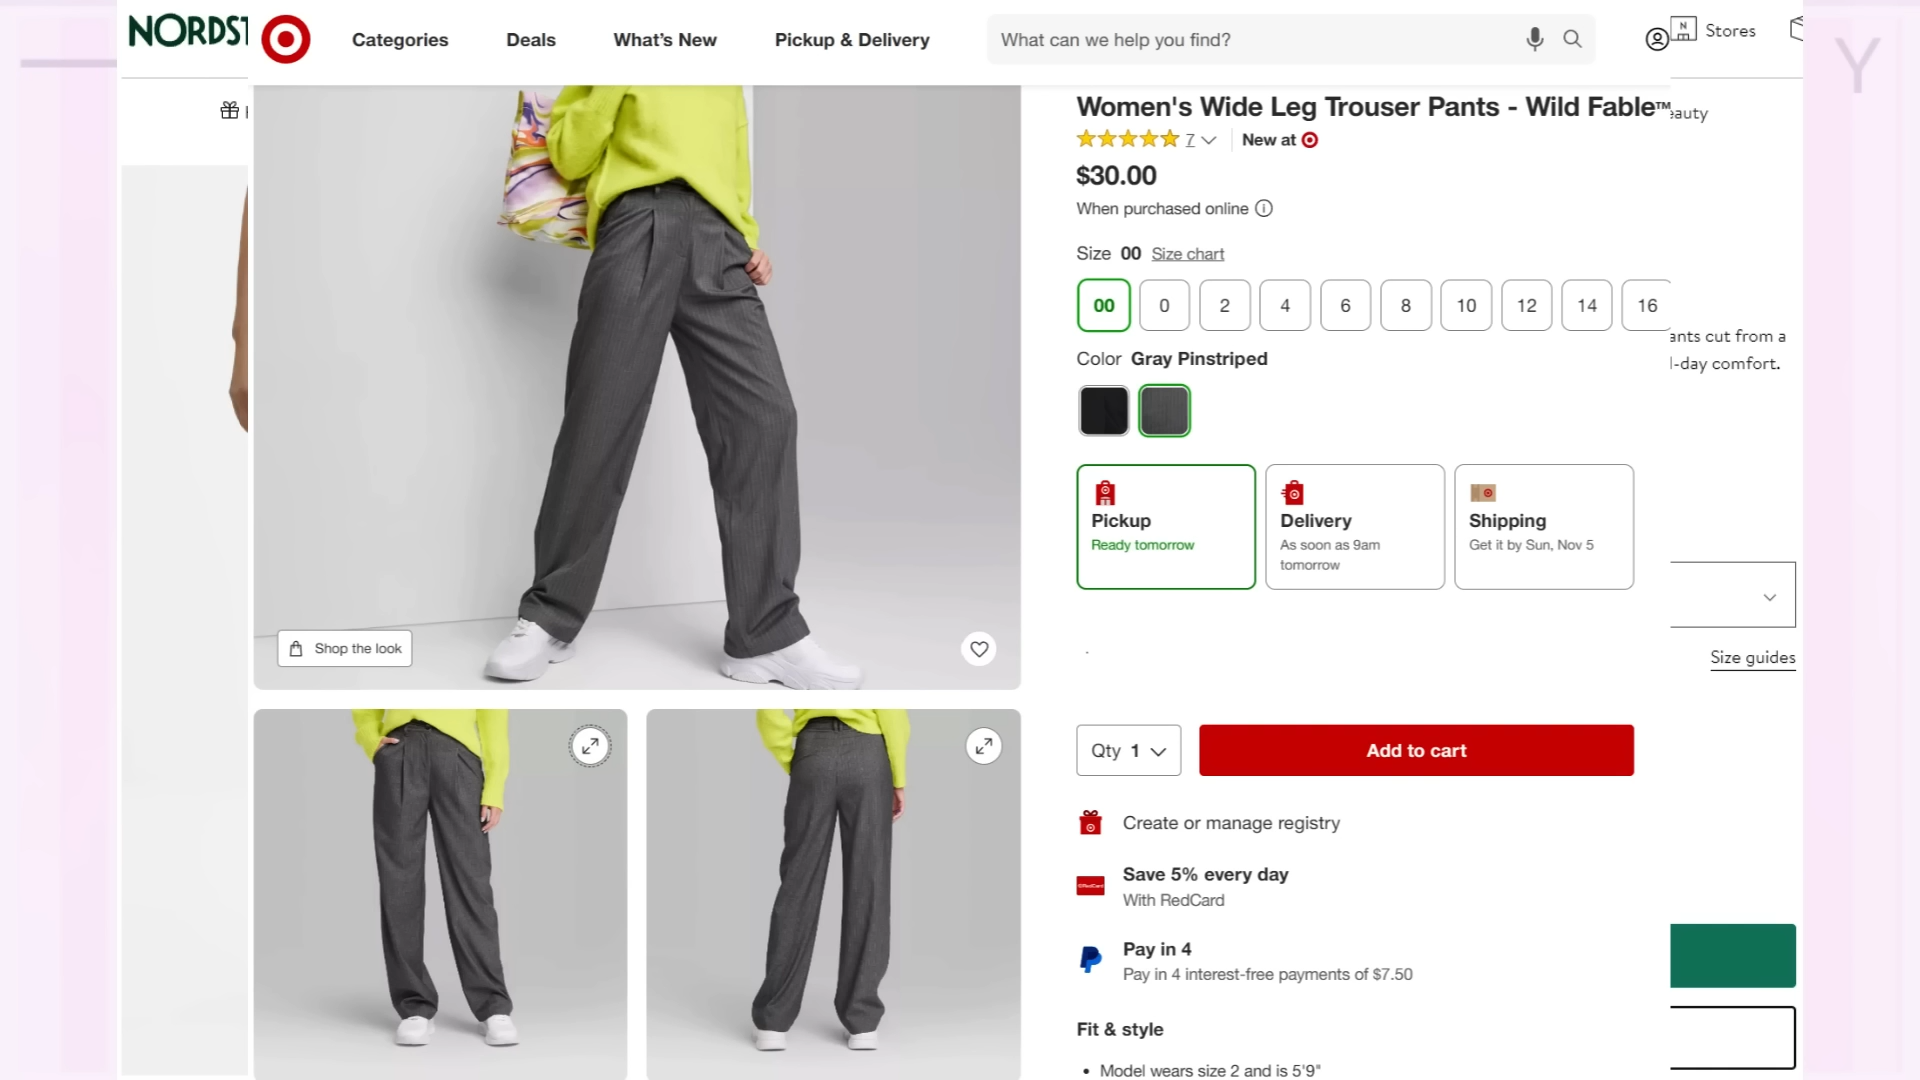 NORDST
Categories
Deals
What's New
Pickup & Delivery
What can we help you find?
N
Stores
Y
Women's Wide Leg Trouser Pants - Wild Fable™
eauty
7
New at
$30.00
When purchased online
Size 00 Size chart
00
0
2
4
6
8
10
12
14
16
ants cut from a
l-day comfort.
Color Gray Pinstriped
Pickup
Ready tomorrow
Delivery
As soon as 9am
tomorrow
Shipping
Get it by Sun, Nov 5
Shop the look
Size guides
Qty 1
Add to cart
Create or manage registry
Save 5% every day
With RedCard
Pay in 4
Pay in 4 interest-free payments of $7.50
Fit & style
• Model wears size 2 and is 5'9"